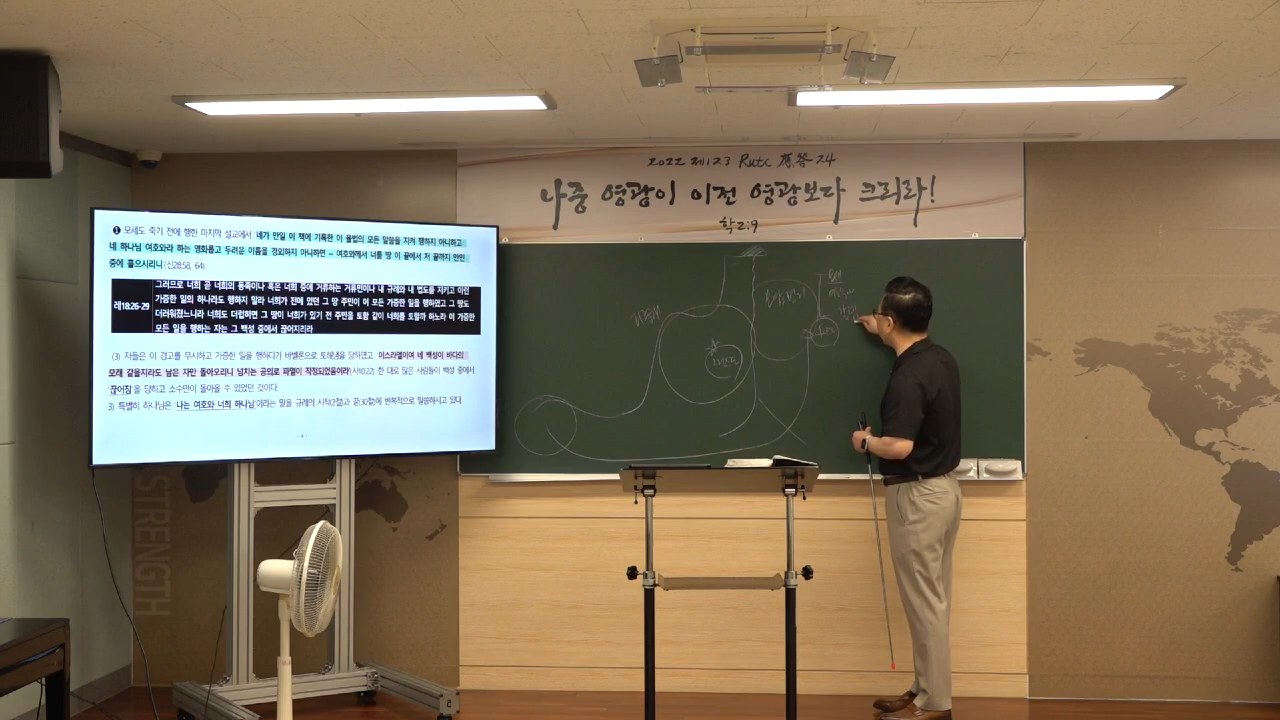 2022 제123 Rutc 應答 24
나중 영광이 이전 영광보다 크리라!
학2:9
❶ 모세도 죽기 전에 행한 마지막 설교에서 '네가 만일 이 책에 기록한 이 율법의 모든 말씀을 지켜 행하지 아니하고
네 하나님 여호와라 하는 영화롭고 두려운 이름을 경외하지 아니하면 ~ 여호와께서 너를 땅 이 끝에서 저 끝까지 만민
중에 흩으시리니'(신28:58, 64).
레18:26-29
그러므로 너희 곧 너희의 동족이나 혹은 너희 중에 거류하는 거류민이나 내 규례와 내 법도를 지키고 이런
가증한 일의 하나라도 행하지 말라 너희가 전에 있던 그 땅 주민이 이 모든 가증한 일을 행하였고 그 땅도
더러워졌느니라 너희도 더럽히면 그 땅이 너희가 있기 전 주민을 토함 같이 너희를 토할까 하노라 이 가증한
모든 일을 행하는 자는 그 백성 중에서 끊어지리라
(3) 저들은 이 경고를 무시하고 가증한 일을 행하다가 바벨론으로 토해냄을 당하였고, '이스라엘이여 네 백성이 바다의
모래 같을지라도 남은 자만 돌아오리니 넘치는 공의로 파멸이 작정되었음이라'(사10:22) 한 대로 많은 사람들이 백성 중에서
'끊어짐'을 당하고 소수만이 돌아올 수 있었던 것이다.
3) 특별히 하나님은 '나는 여호와 너희 하나님'이라는 말을 규례의 시작(2절)과 끝(30절)에 반복적으로 말씀하시고 있다.
- 4 -
STRENGTH